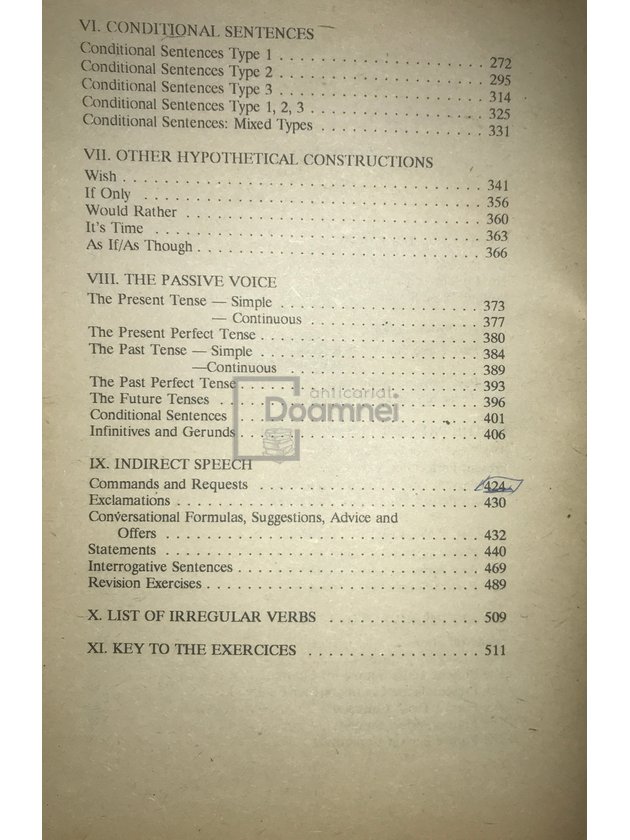 VI. CONDITIONAL SENTENCES
Conditional Sentences Type 1 . . . . . . . . . . . . . . . . . . . . . 272
Conditional Sentences Type 2 . . . . . . . . . . . . . . . . . . . . . 295
Conditional Sentences Type 3 . . . . . . . . . . . . . . . . . . . . . 314
Conditional Sentences Type 1, 2, 3 . . . . . . . . . . . . . . . . . . 325
Conditional Sentences: Mixed Types . . . . . . . . . . . . . . . . . 331
VII. OTHER HYPOTHETICAL CONSTRUCTIONS
Wish . . . . . . . . . . . . . . . . . . . . . . . . . . . . . . . . . . 341
If Only . . . . . . . . . . . . . . . . . . . . . . . . . . . . . . . . 356
Would Rather . . . . . . . . . . . . . . . . . . . . . . . . . . . . 360
It's Time . . . . . . . . . . . . . . . . . . . . . . . . . . . . . . . 363
As If/As Though . . . . . . . . . . . . . . . . . . . . . . . . . . . 366
VIII. THE PASSIVE VOICE
The Present Tense — Simple . . . . . . . . . . . . . . . . . . . . 373
— Continuous . . . . . . . . . . . . . . . . . . 377
The Present Perfect Tense . . . . . . . . . . . . . . . . . . . . . . 380
The Past Tense — Simple . . . . . . . . . . . . . . . . . . . . . . 384
—Continuous . . . . . . . . . . . . . . . . . . . . 389
The Past Perfect Tense . . . . . . . . . . . . . . . . . . . . . . . . 393
The Future Tenses . . . . . . . . . . . . . . . . . . . . . . . . . . 396
Conditional Sentences . . . . . . . . . . . . . . . . . . . . . . . . 401
Infinitives and Gerunds . . . . . . . . . . . . . . . . . . . . . . . . 406
anticariat
Doamnei
IX. INDIRECT SPEECH
Commands and Requests . . . . . . . . . . . . . . . . . . . . . . 424
Exclamations . . . . . . . . . . . . . . . . . . . . . . . . . . . . . . 430
Conversational Formulas, Suggestions, Advice and
Offers . . . . . . . . . . . . . . . . . . . . . . . . . . . . . . . 432
Statements . . . . . . . . . . . . . . . . . . . . . . . . . . . . . . . 440
Interrogative Sentences . . . . . . . . . . . . . . . . . . . . . . . . 469
Revision Exercises . . . . . . . . . . . . . . . . . . . . . . . . . . . 489
X. LIST OF IRREGULAR VERBS . . . . . . . . . . . . . . . 509
XI. KEY TO THE EXERCICES . . . . . . . . . . . . . . . . . 511